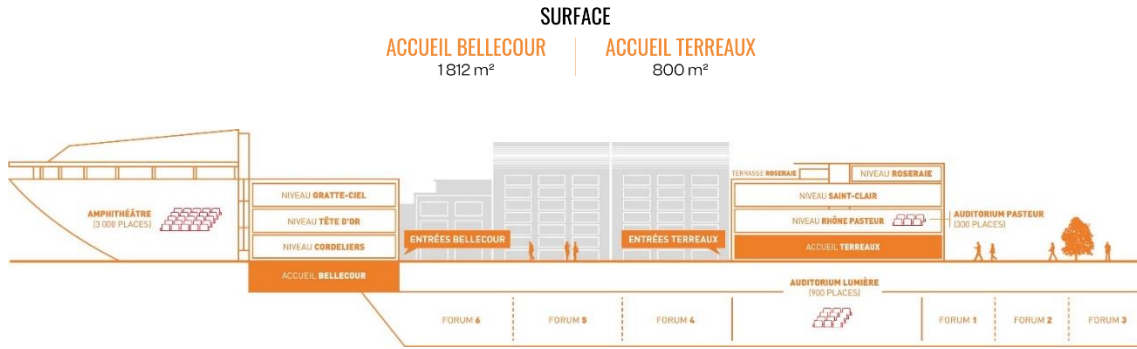 SURFACE
ACCUEIL BELLECOUR
1 812 m²
ACCUEIL TERREAUX
800 m²
TERRASSE ROSERAIE
NIVEAU ROSERAIE
NIVEAU GRATTE-CIEL
NIVEAU SAINT-CLAIR
AMPHITHÉÂTRE
(3 000 PLACES)
NIVEAU TÊTE D'OR
NIVEAU RHÔNE PASTEUR
AUDITORIUM PASTEUR
(300 PLACES)
NIVEAU CORDELIERS
ENTRÉES BELLECOUR
ENTRÉES TERREAUX
ACCUEIL TERREAUX
ACCUEIL BELLECOUR
AUDITORIUM LUMIÈRE
(900 PLACES)
FORUM 6
FORUM 5
FORUM 4
FORUM 1
FORUM 2
FORUM 3